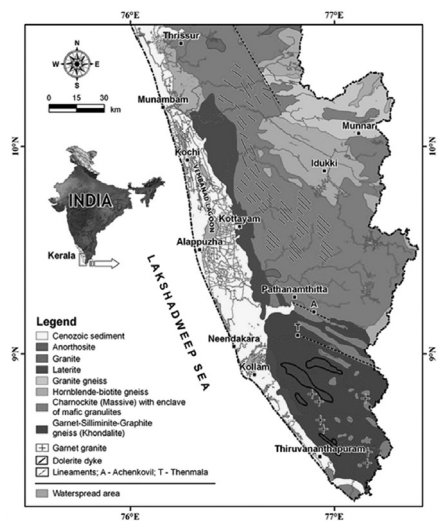 76°E
77°E
Thrissur
N
W
E
S
0
15
30
km
Munambam
Munnar
10°N
10°N
Kochi
Idukki
INDIA
Kottayam
Alappuzha
Kerala
LAKSHADWEEP SEA
Pathanamthitta
A
T
Legend
Cenozoic sediment
Anorthosite
Granite
Laterite
Granite gneiss
Hornblende-biotite gneiss
Charnockite (Massive) with enclave
of mafic granulites
Garnet-Silliminite-Graphite
gneiss (Khondalite)
Garnet granite
Dolerite dyke
Lineaments; A - Achenkovil; T - Thenmala
Waterspread area
Neendakara
9°N
9°N
Kollam
Thiruvananthapuram
76°E
77°E